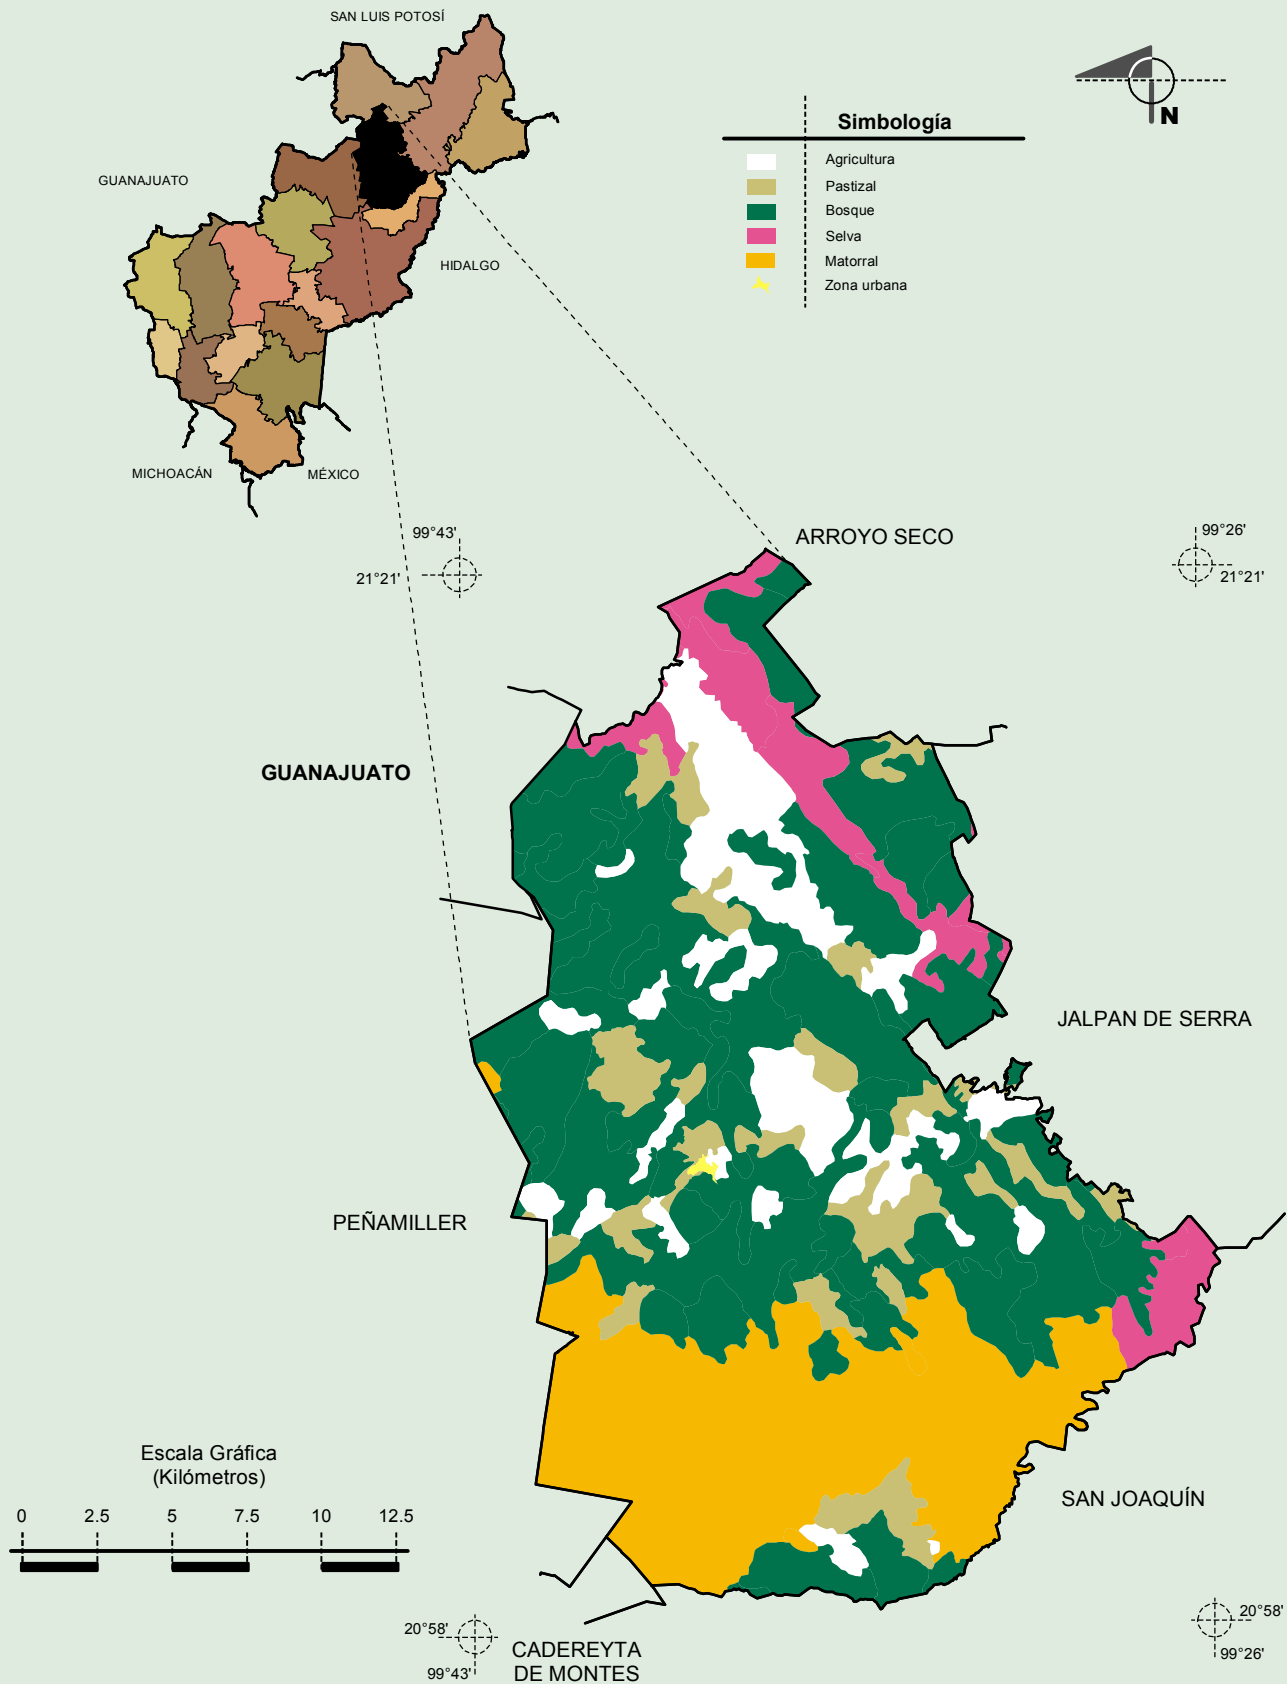 SAN LUIS POTOSÍ
GUANAJUATO
HIDALGO
MICHOACÁN
MÉXICO
N
Simbología
Agricultura
Pastizal
Bosque
Selva
Matorral
Zona urbana
99°43'
21°21'
99°26'
21°21'
ARROYO SECO
GUANAJUATO
JALPAN DE SERRA
PEÑAMILLER
SAN JOAQUÍN
Escala Gráfica
(Kilómetros)
0 2.5 5 7.5 10 12.5
20°58'
99°43'
CADEREYTA
DE MONTES
20°58'
99°26'